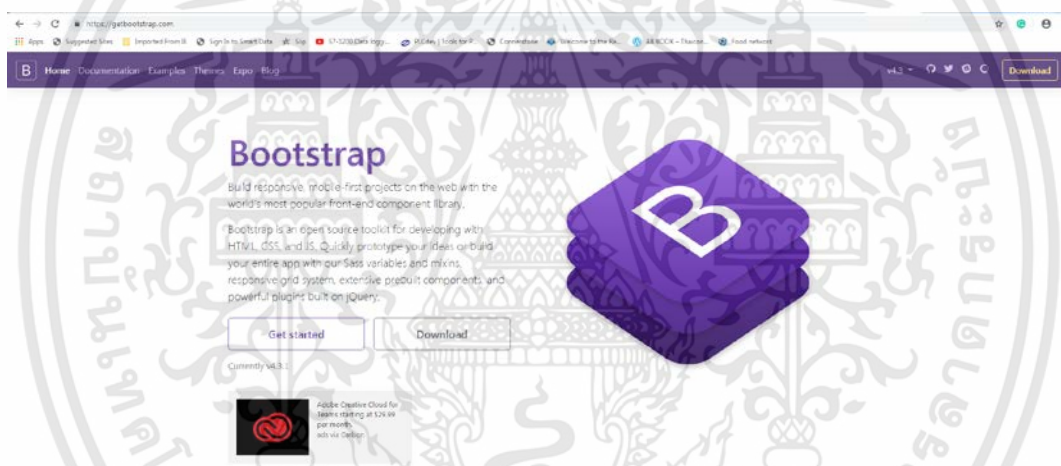 https://getbootstrap.com
Apps Suggested Sites Imported From IE Sign In to SmartData Sip
B Home Documentation Examples Themes Expo Blog v4.3 Download
Bootstrap
Build responsive, mobile-first projects on the web with the
world's most popular front-end component library.
Bootstrap is an open source toolkit for developing with
HTML, CSS, and JS. Quickly prototype your ideas or build
your entire app with our Sass variables and mixins,
responsive grid system, extensive prebuilt components, and
powerful plugins built on jQuery.
Get started Download
Currently v4.3.1
Adobe Creative Cloud for
Teams starting at $29.99
per month.
ads via Carbon
B